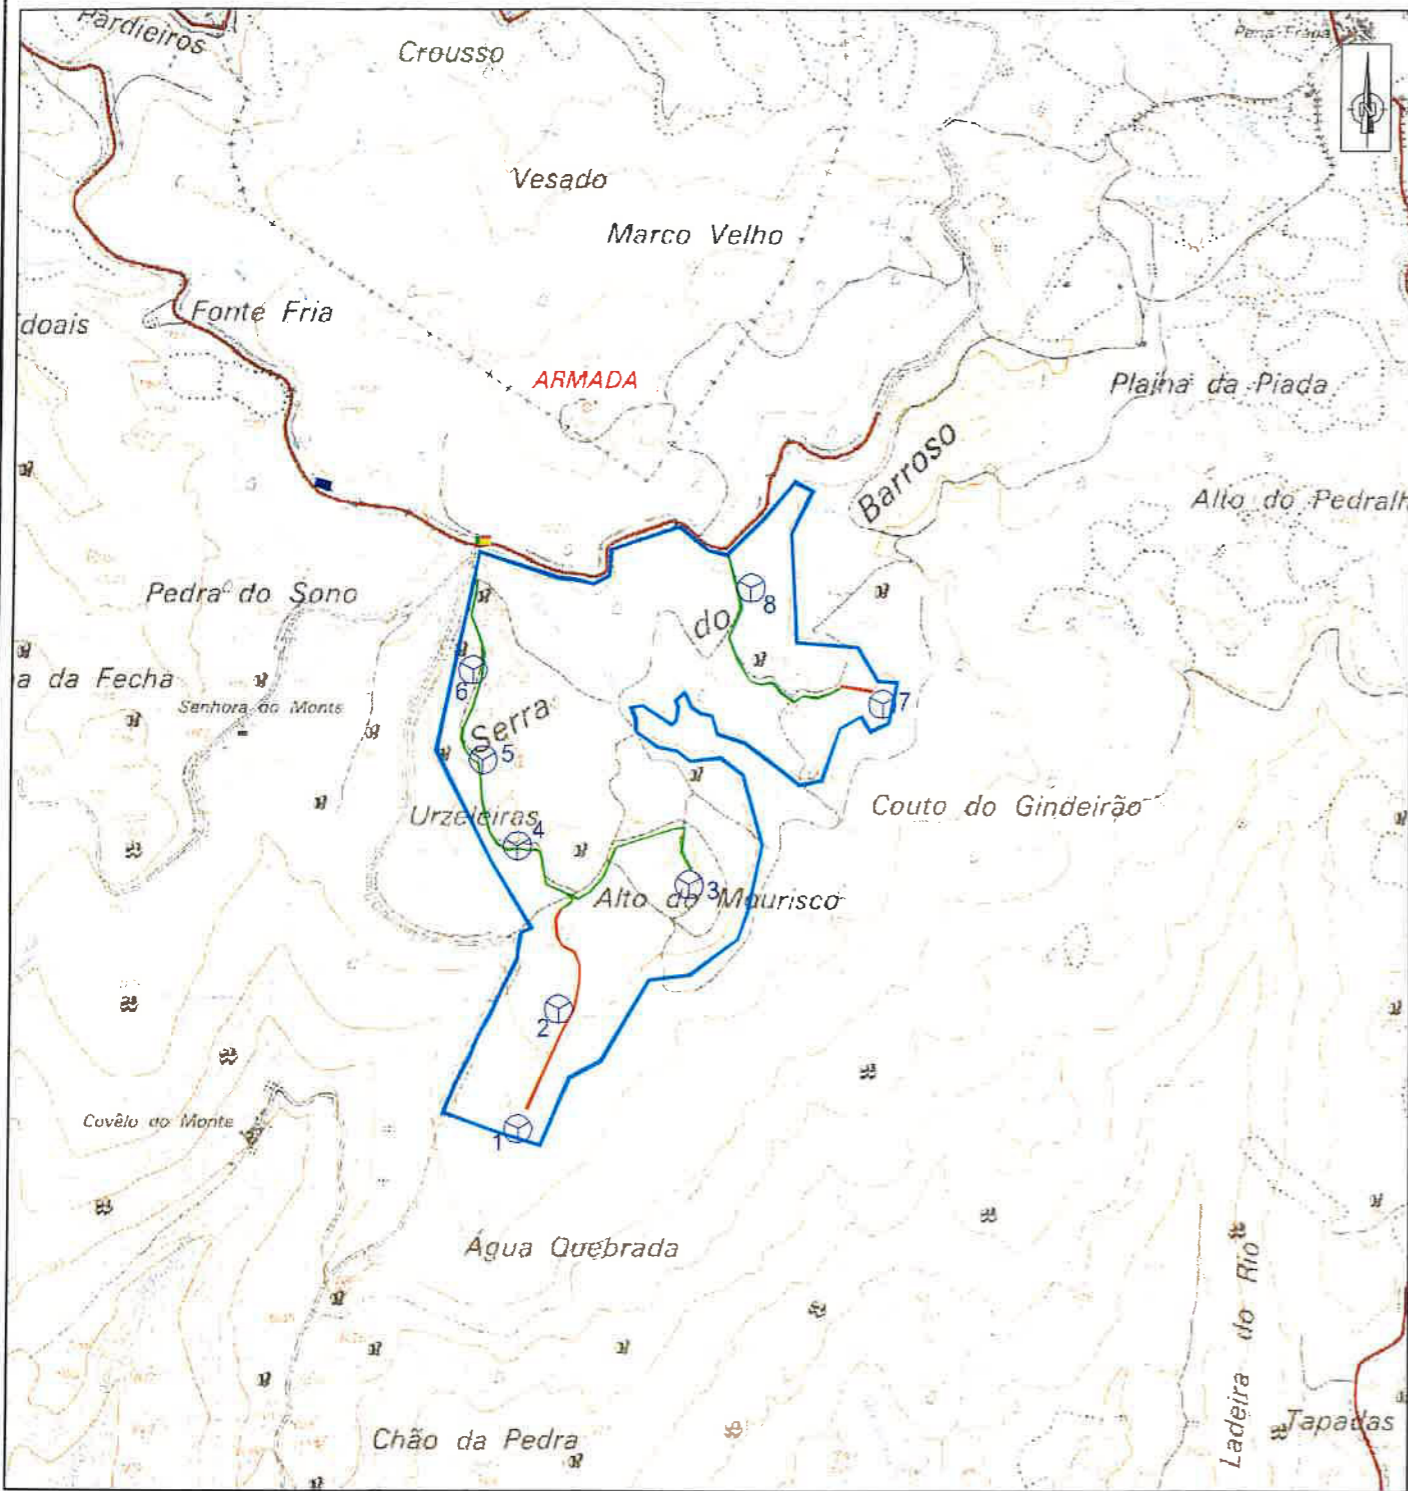 Pardieiros
Crousso
Vesado
Marco Velho
Fonte Fria
doais
ARMADA
Plaina da Piada
Barroso
Alto do Pedralh
Pedra do Sono
8
do
a da Fecha
6
7
Senhora do Monte
Serra
5
Couto do Gindeirão
Urzeleiras
4
3
Alto do Mourisco
2
Covêlo do Monte
1
Água Quebrada
Ladeira do Rio
Tapadas
Chão da Pedra
N